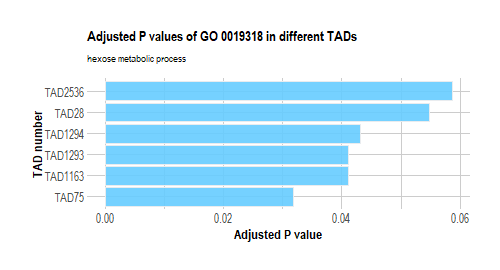 Adjusted P values of GO 0019318 in different TADs
hexose metabolic process
TAD number
TAD2536
TAD28
TAD1294
TAD1293
TAD1163
TAD75
0.00 0.02 0.04 0.06
Adjusted P value